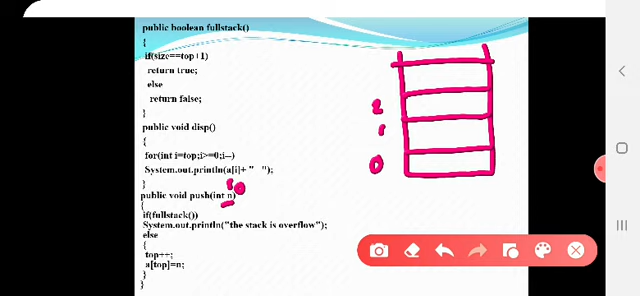 public boolean fullstack()
{
if(size==top+1)
return true;
else
return false;
}
public void disp()
{
for(int i=top;i>=0;i--)
System.out.println(a[i]+ "   ");
}
10
public void push(int n)
{
if(fullstack())
System.out.println("the stack is overflow");
else
{
top++;
a[top]=n;
}
}
2
1
0